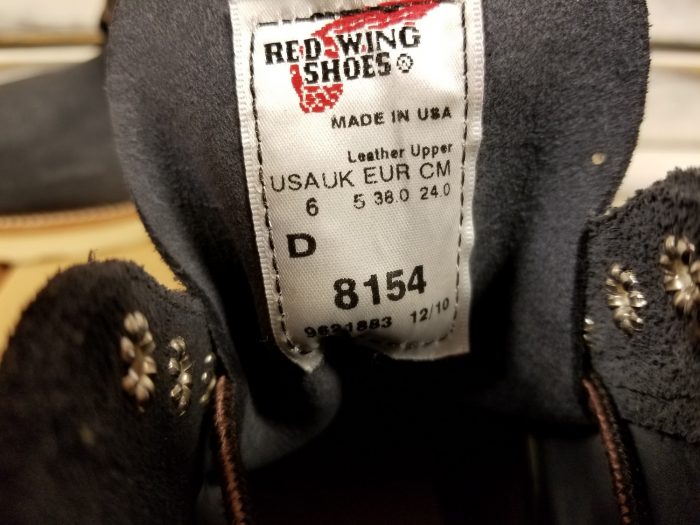 RED WING
SHOES®
MADE IN USA
Leather Upper
USA UK EUR CM
6 5 38.0 24.0
D
8154
9621883 12/10